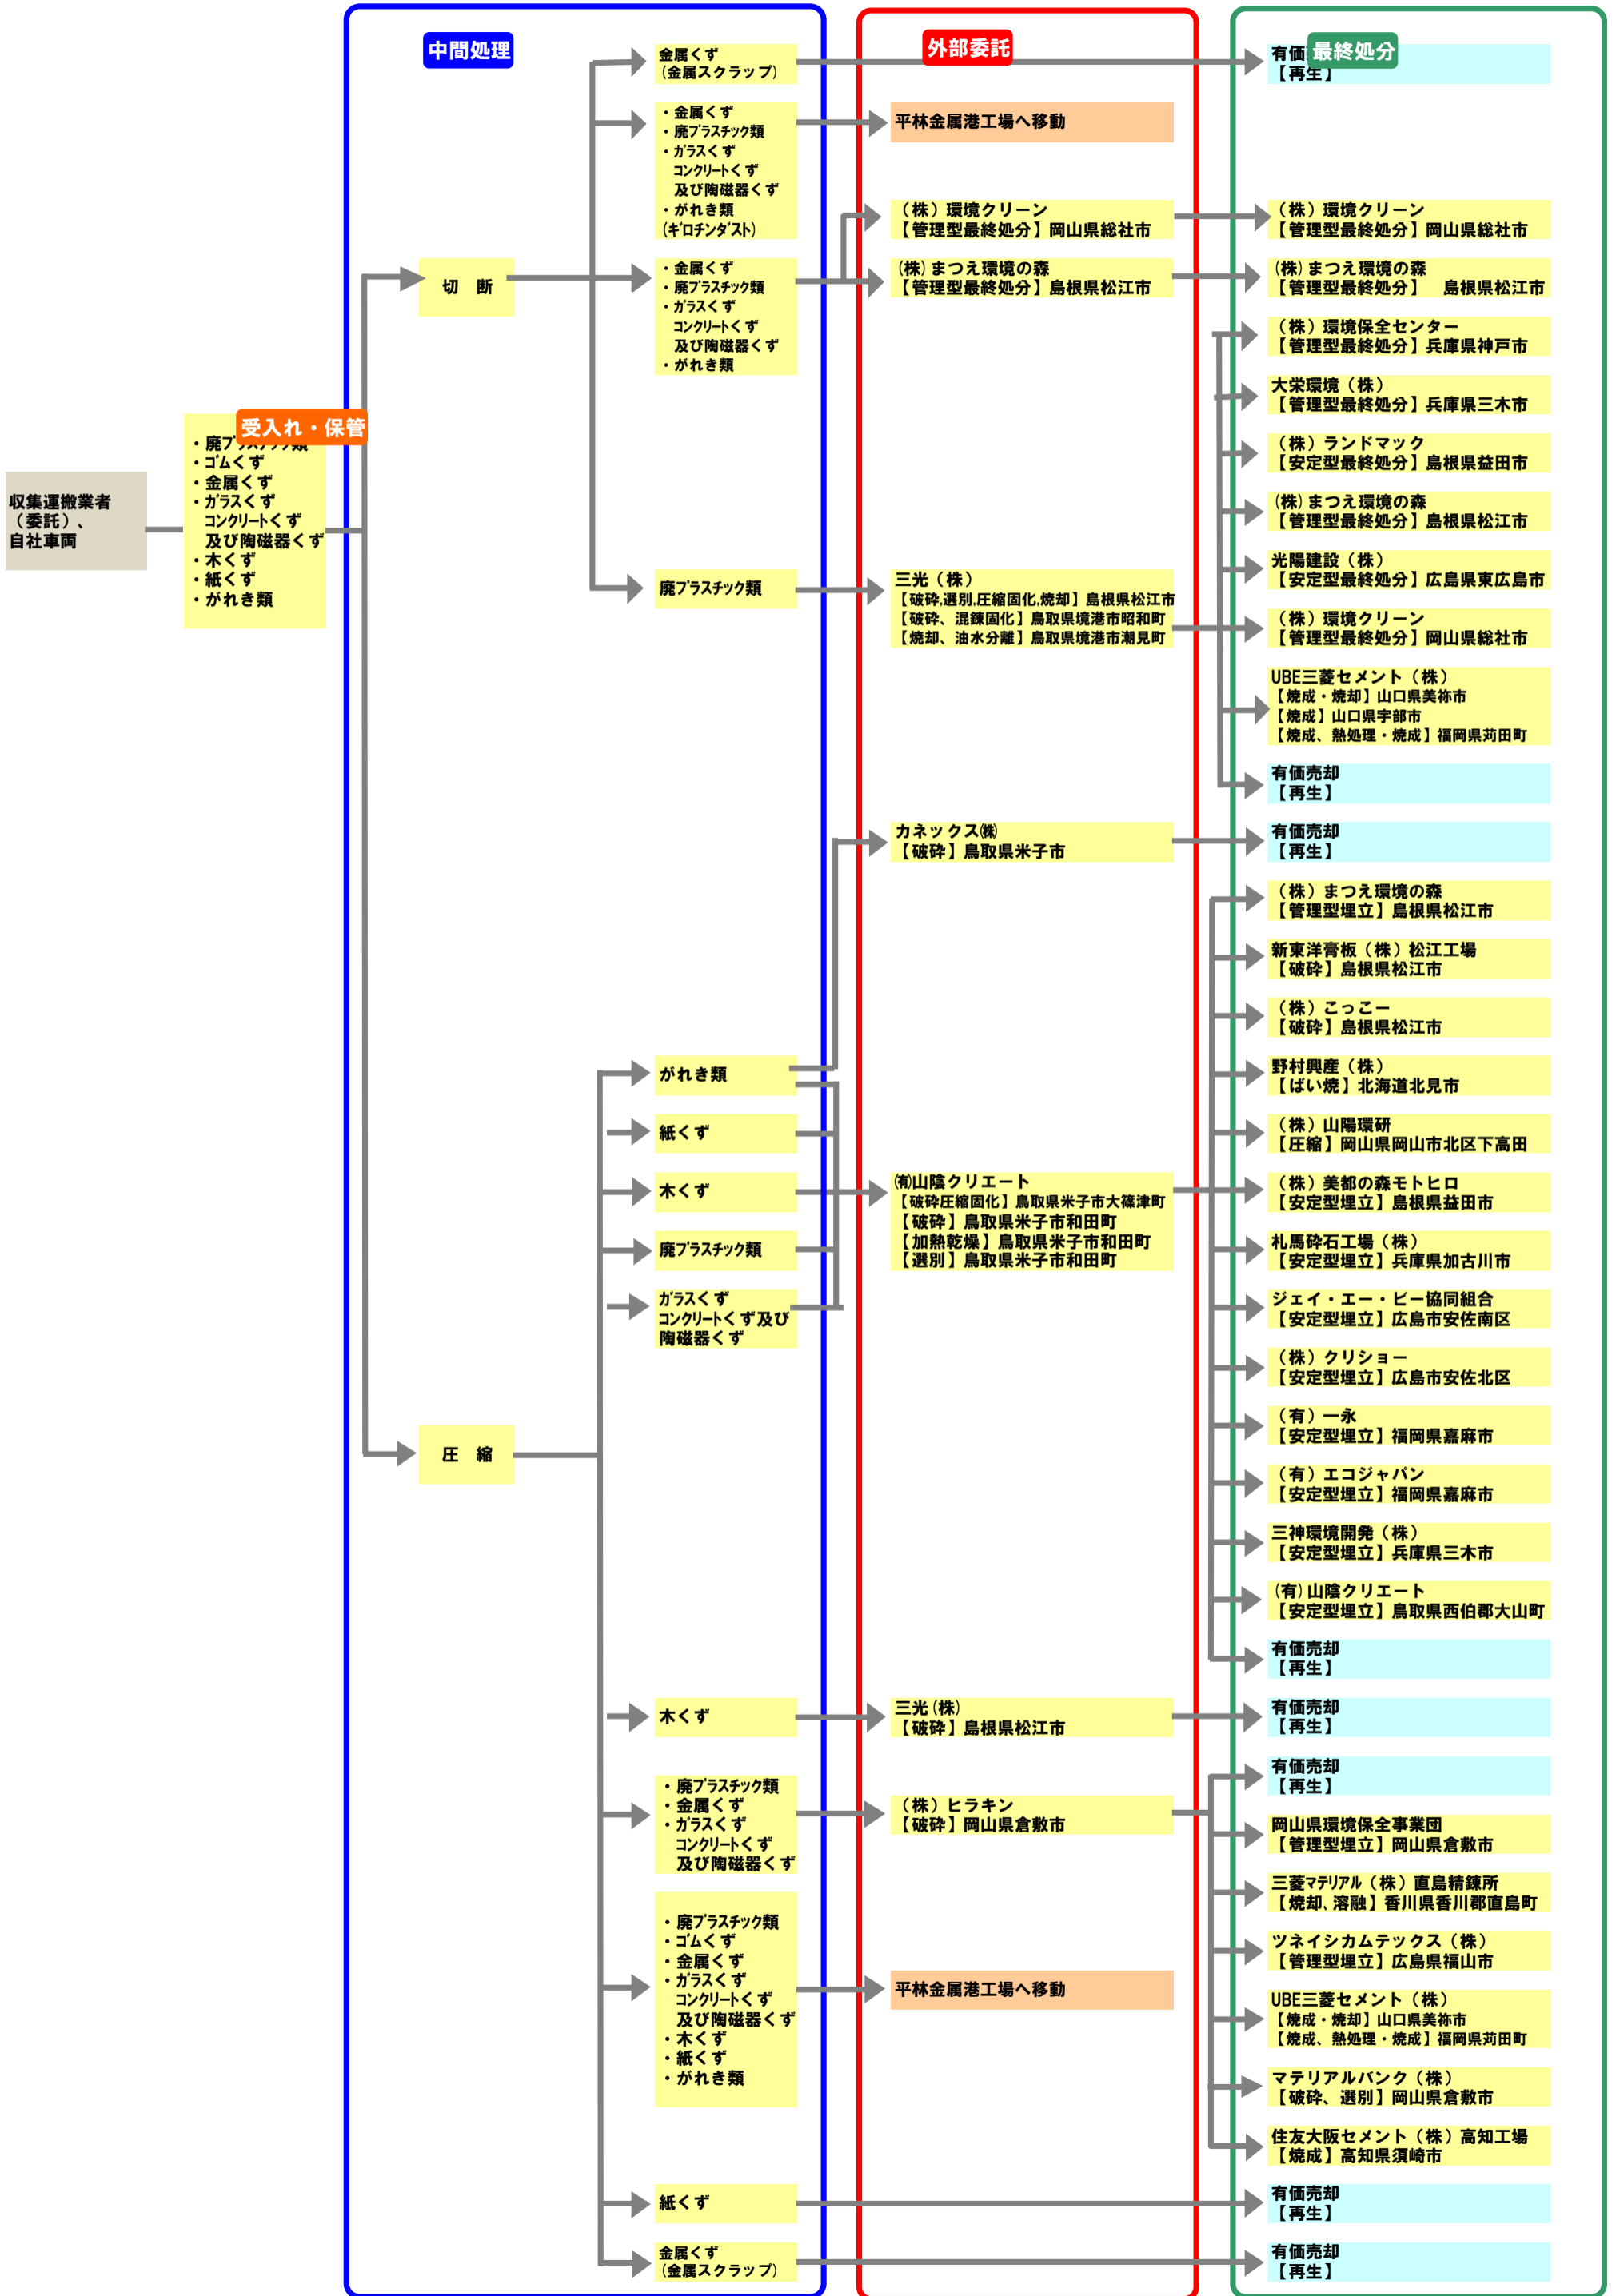 中間処理
外部委託
最終処分
受入れ・保管
収集運搬業者
（委託）、
自社車両
・ゴムくず
・金属くず
・ガラスくず
コンクリートくず
及び陶磁器くず
・木くず
・紙くず
・がれき類
切　断
圧　縮
金属くず
（金属スクラップ）
・金属くず
・廃プラスチック類
・ガラスくず
コンクリートくず
及び陶磁器くず
・がれき類
（ギロチンダスト）
・金属くず
・廃プラスチック類
・ガラスくず
コンクリートくず
及び陶磁器くず
・がれき類
廃プラスチック類
がれき類
紙くず
木くず
廃プラスチック類
ガラスくず
コンクリートくず及び
陶磁器くず
木くず
・廃プラスチック類
・金属くず
・ガラスくず
コンクリートくず
及び陶磁器くず
・廃プラスチック類
・ゴムくず
・金属くず
・ガラスくず
コンクリートくず
及び陶磁器くず
・木くず
・紙くず
・がれき類
紙くず
金属くず
（金属スクラップ）
平林金属港工場へ移動
（株）環境クリーン
【管理型最終処分】岡山県総社市
（株）まつえ環境の森
【管理型最終処分】島根県松江市
三光（株）
【破砕,選別,圧縮固化,焼却】島根県松江市
【破砕、混錬固化】鳥取県境港市昭和町
【焼却、油水分離】鳥取県境港市潮見町
カネックス㈱
【破砕】鳥取県米子市
㈲山陰クリエート
【破砕圧縮固化】鳥取県米子市大篠津町
【破砕】鳥取県米子市和田町
【加熱乾燥】鳥取県米子市和田町
【選別】鳥取県米子市和田町
三光（株）
【破砕】島根県松江市
（株）ヒラキン
【破砕】岡山県倉敷市
平林金属港工場へ移動
有価
【再生】
（株）環境クリーン
【管理型最終処分】岡山県総社市
（株）まつえ環境の森
【管理型最終処分】　島根県松江市
（株）環境保全センター
【管理型最終処分】兵庫県神戸市
大栄環境（株）
【管理型最終処分】兵庫県三木市
（株）ランドマック
【安定型最終処分】島根県益田市
（株）まつえ環境の森
【管理型最終処分】島根県松江市
光陽建設（株）
【安定型最終処分】広島県東広島市
（株）環境クリーン
【管理型最終処分】岡山県総社市
UBE三菱セメント（株）
【焼成・焼却】山口県美祢市
【焼成】山口県宇部市
【焼成、熱処理・焼成】福岡県苅田町
有価売却
【再生】
有価売却
【再生】
（株）まつえ環境の森
【管理型埋立】島根県松江市
新東洋膏板（株）松江工場
【破砕】島根県松江市
（株）こっこー
【破砕】島根県松江市
野村興産（株）
【ばい焼】北海道北見市
（株）山陽環研
【圧縮】岡山県岡山市北区下高田
（株）美都の森モトヒロ
【安定型埋立】島根県益田市
札馬砕石工場（株）
【安定型埋立】兵庫県加古川市
ジェイ・エー・ビー協同組合
【安定型埋立】広島市安佐南区
（株）クリショー
【安定型埋立】広島市安佐北区
（有）一永
【安定型埋立】福岡県嘉麻市
（有）エコジャパン
【安定型埋立】福岡県嘉麻市
三神環境開発（株）
【安定型埋立】兵庫県三木市
（有）山陰クリエート
【安定型埋立】鳥取県西伯郡大山町
有価売却
【再生】
有価売却
【再生】
有価売却
【再生】
岡山県環境保全事業団
【管理型埋立】岡山県倉敷市
三菱マテリアル（株）直島精錬所
【焼却、溶融】香川県香川郡直島町
ツネイシカムテックス（株）
【管理型埋立】広島県福山市
UBE三菱セメント（株）
【焼成・焼却】山口県美祢市
【焼成、熱処理・焼成】福岡県苅田町
マテリアルバンク（株）
【破砕、選別】岡山県倉敷市
住友大阪セメント（株）高知工場
【焼成】高知県須崎市
有価売却
【再生】
有価売却
【再生】